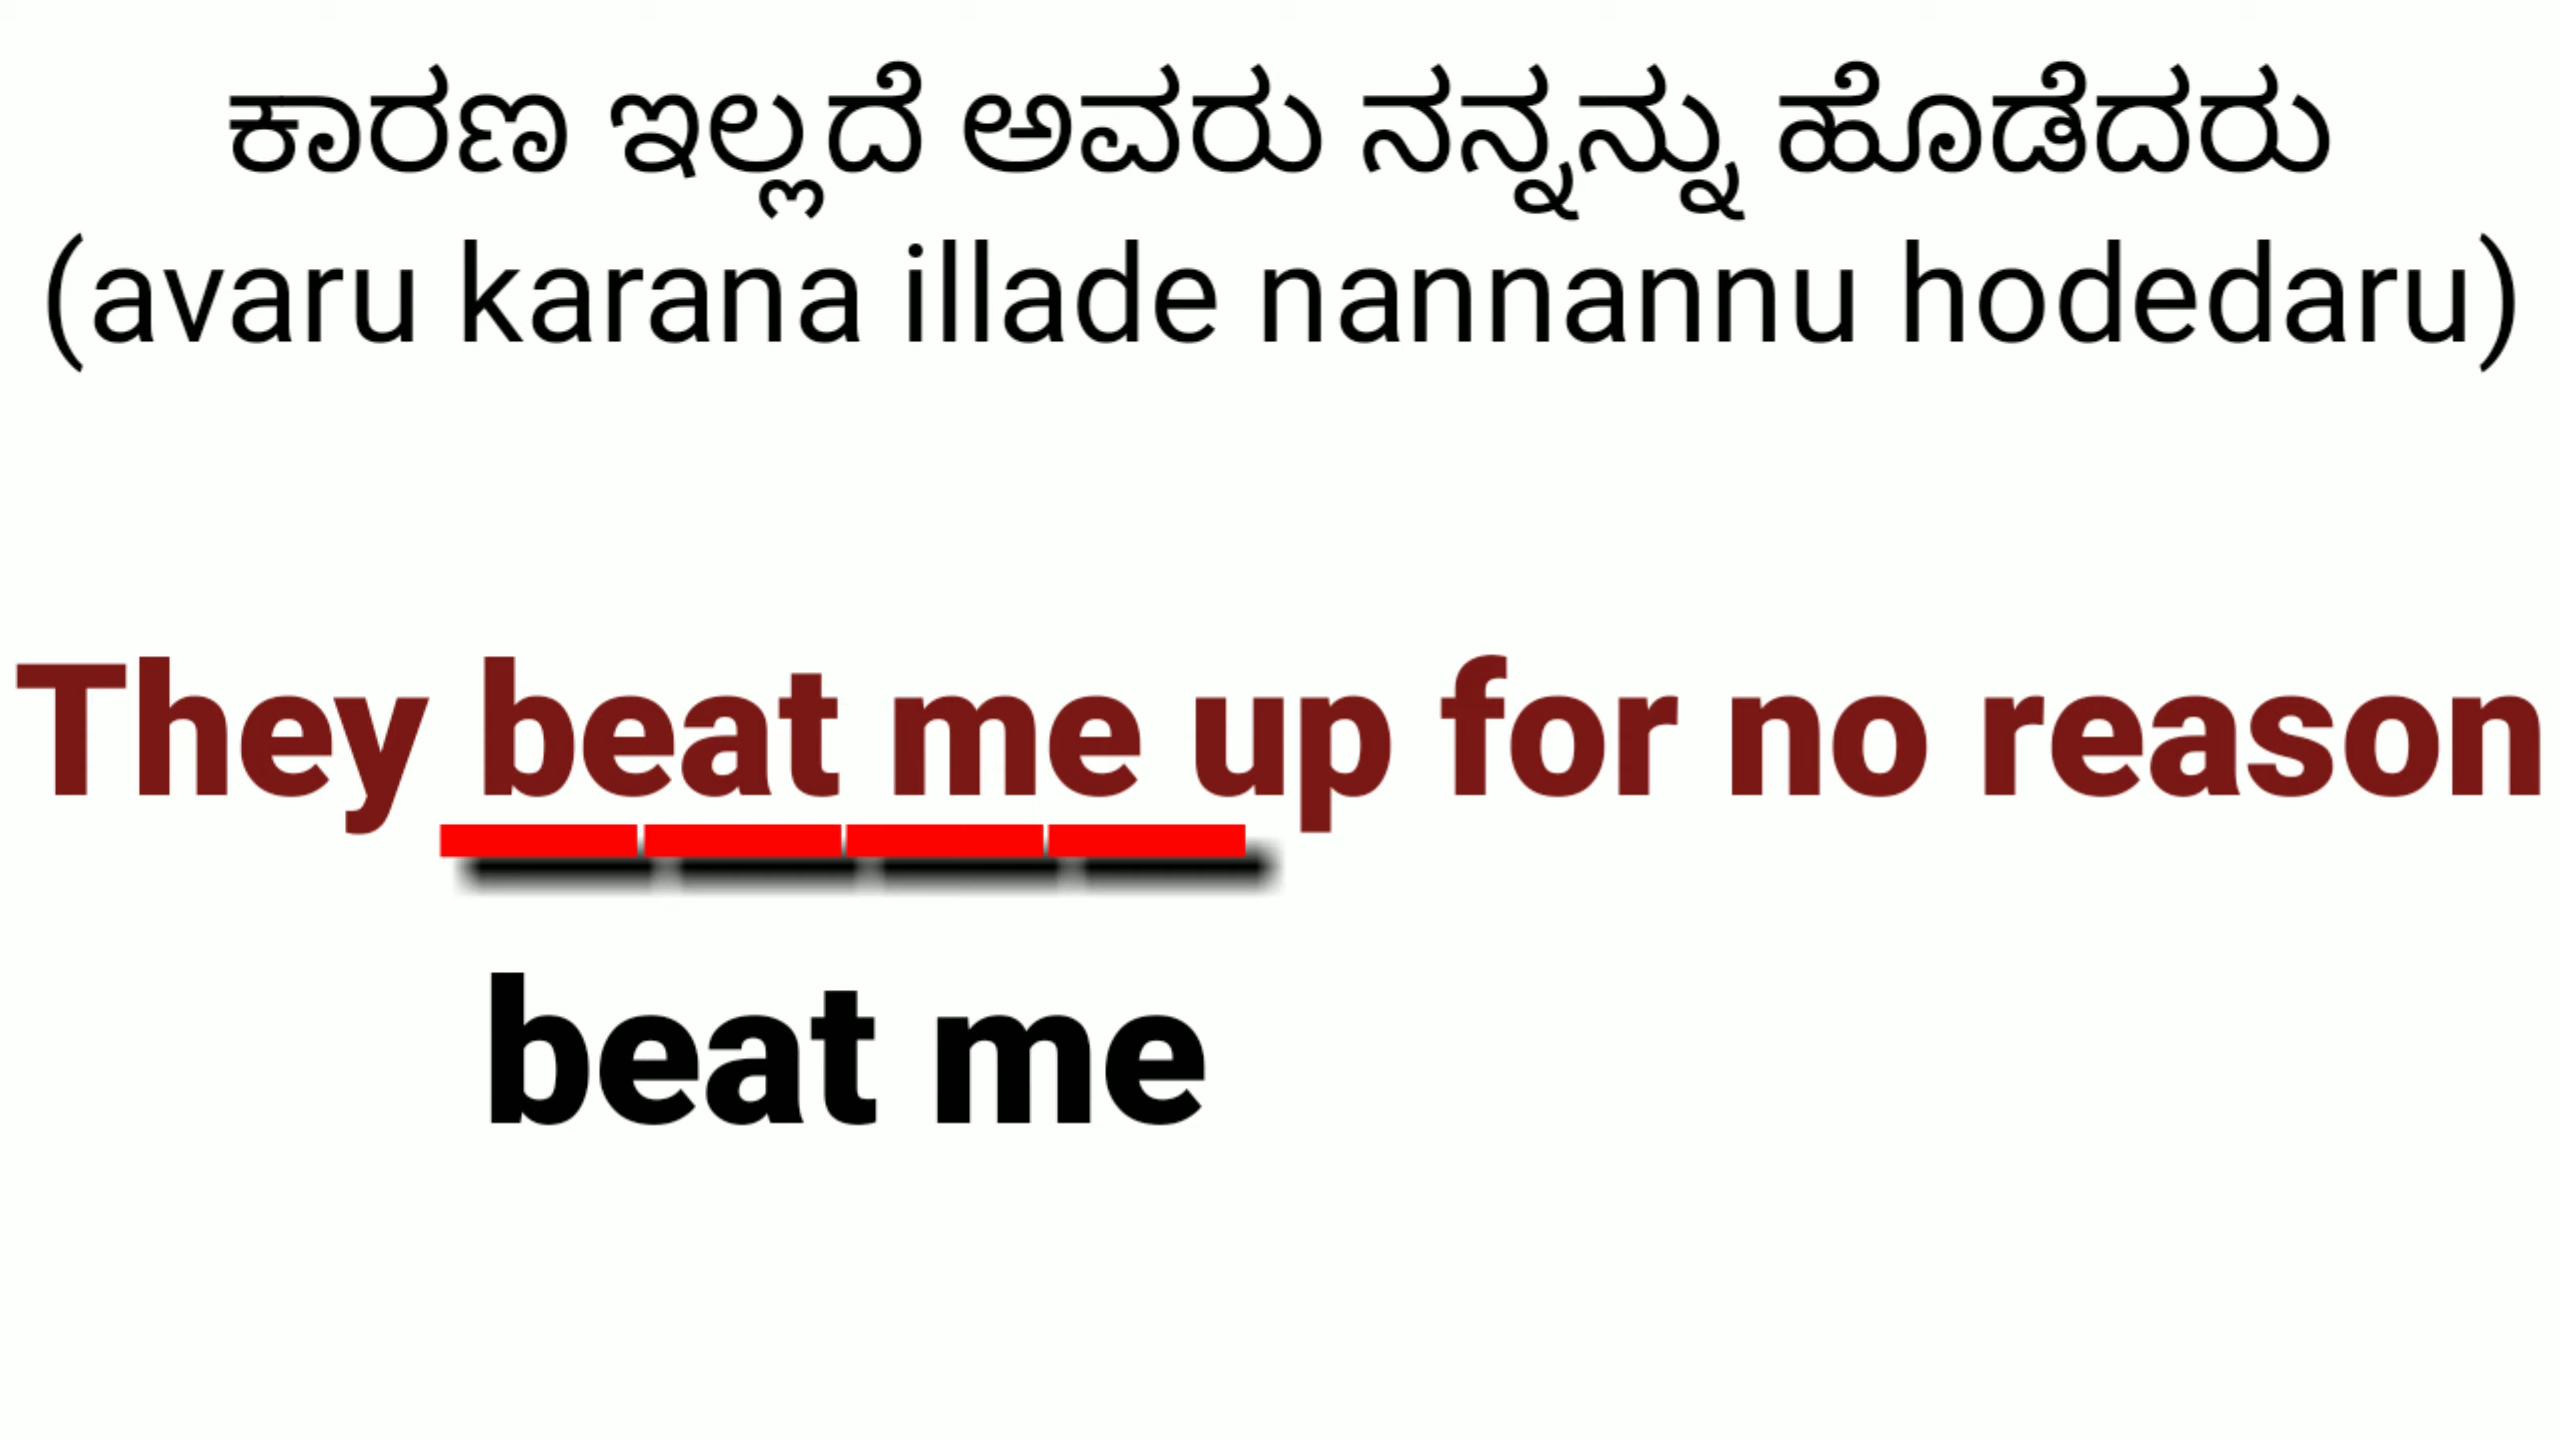 ಕಾರಣ ಇಲ್ಲದೆ ಅವರು ನನ್ನನ್ನು ಹೊಡೆದರು
(avaru karana illade nannannu hodedaru)
They beat me up for no reason
beat me